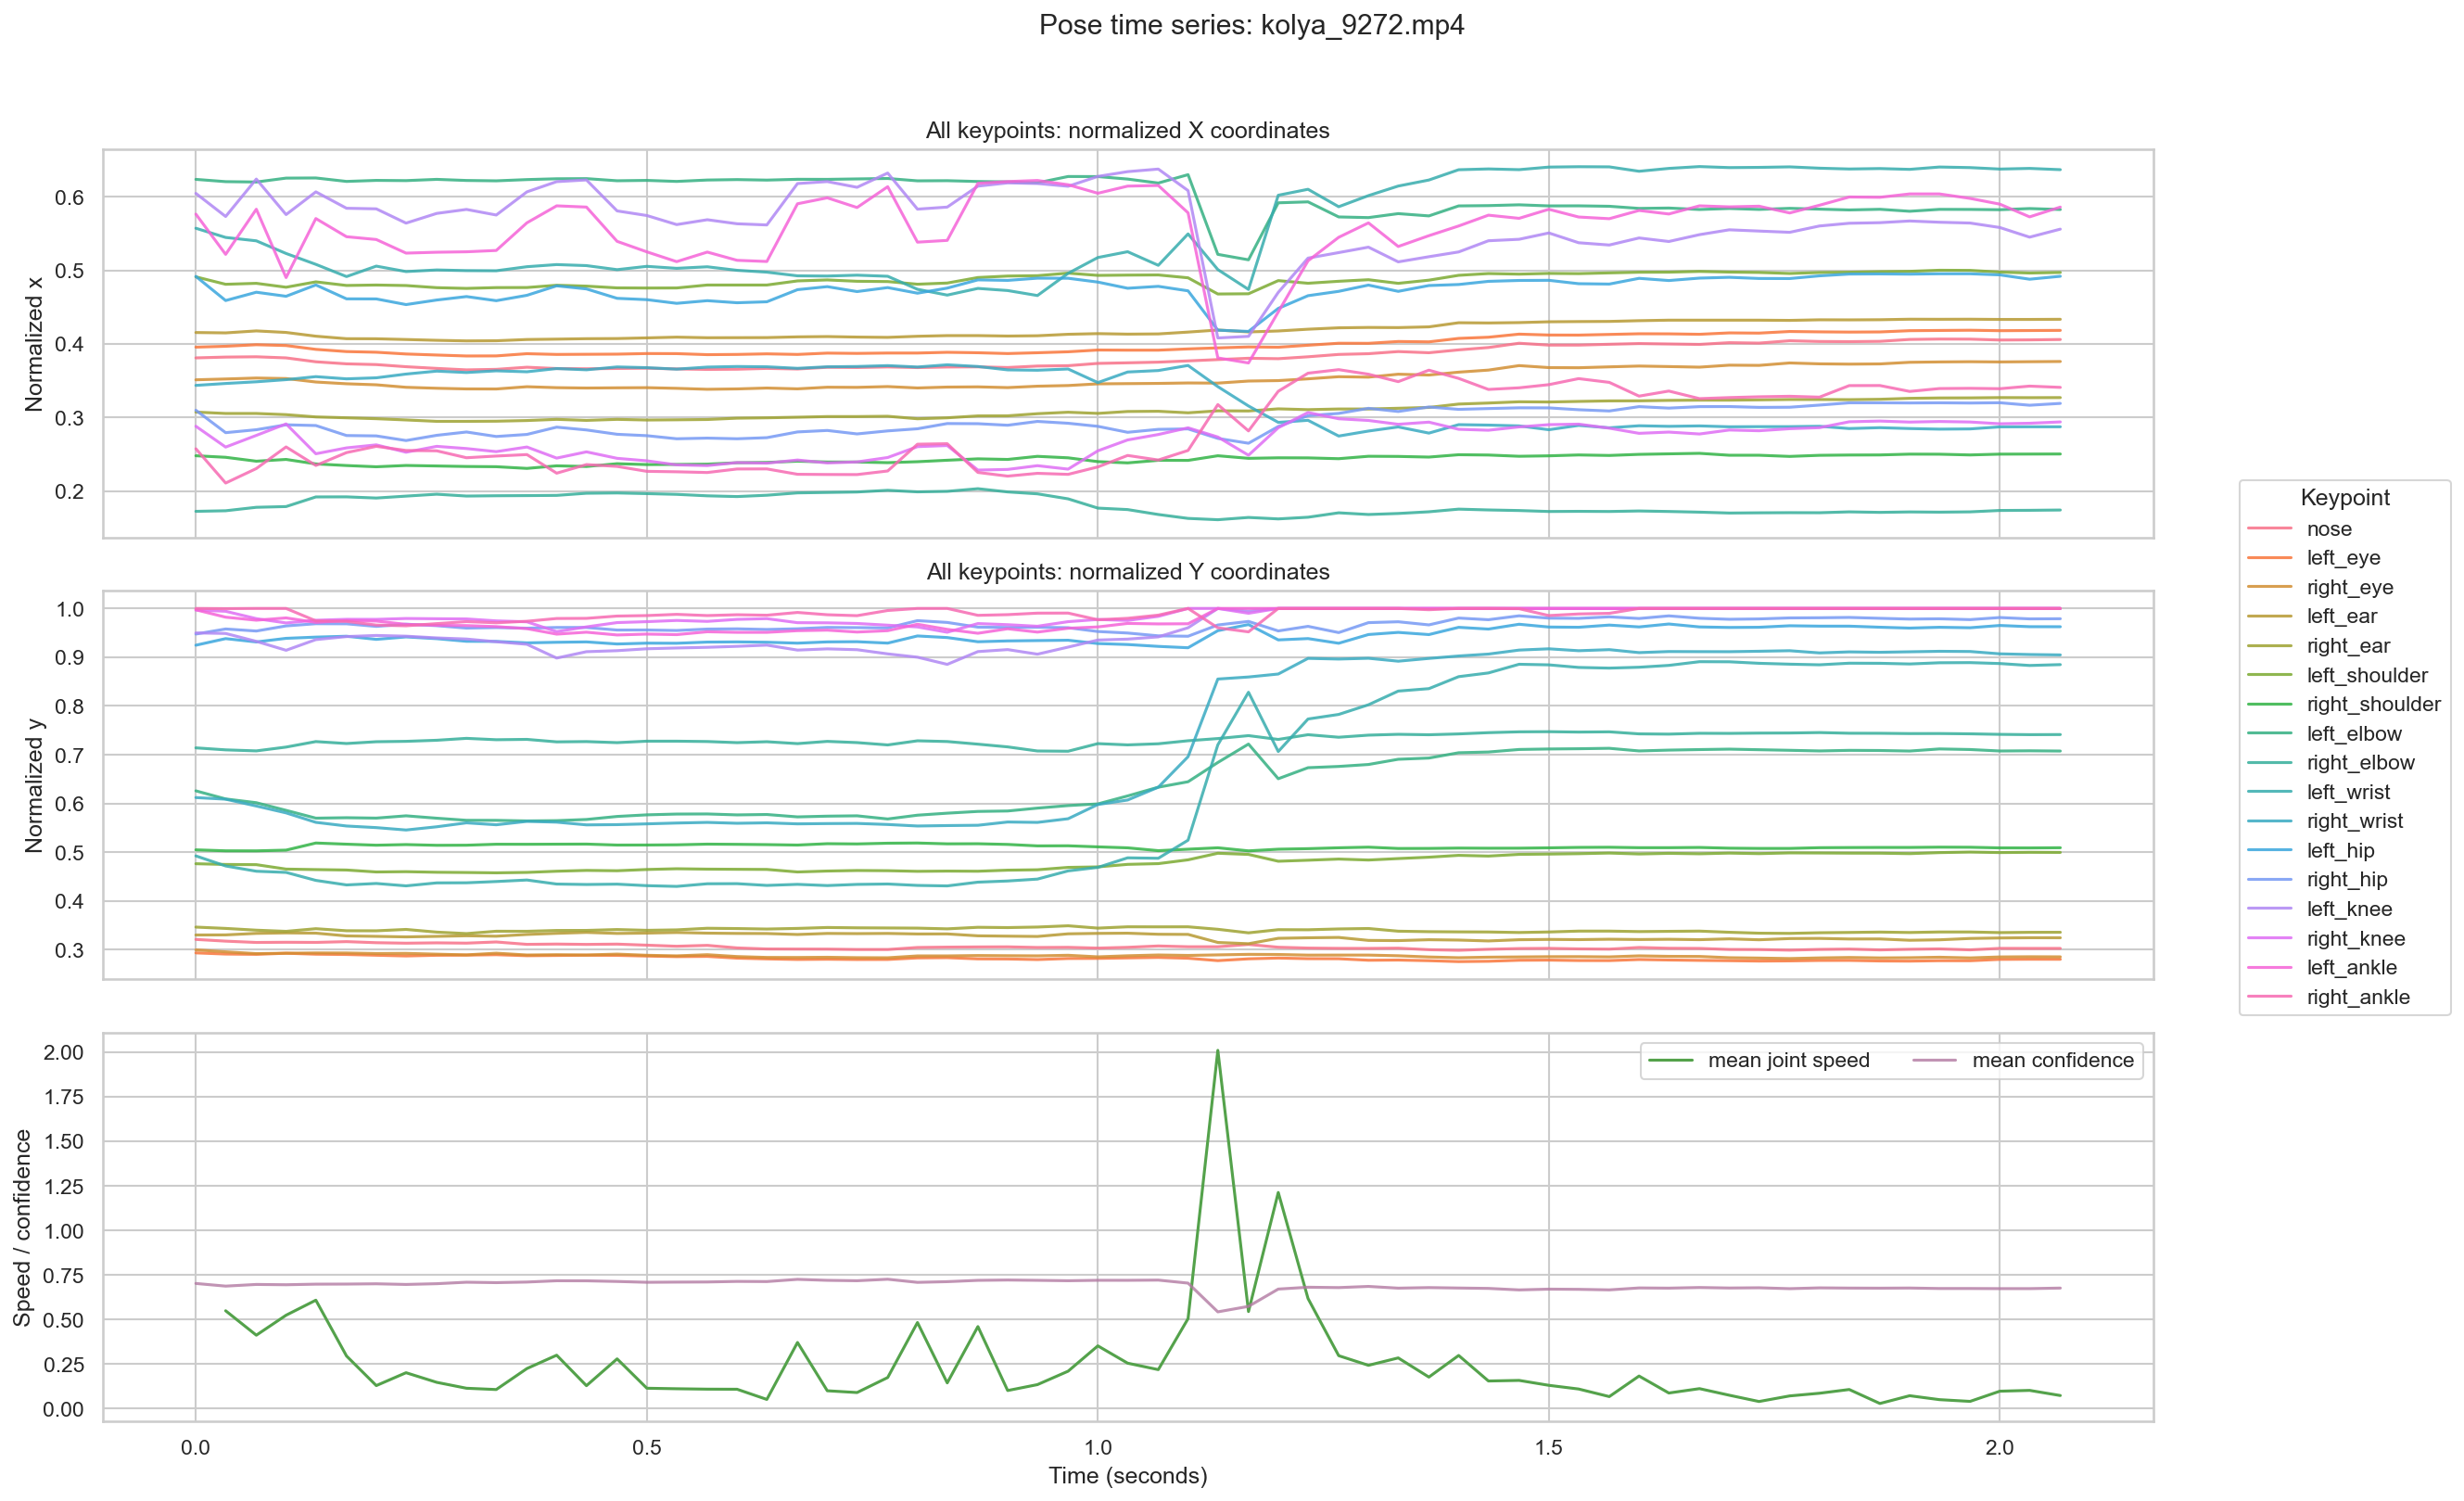 Pose time series: kolya_9272.mp4
All keypoints: normalized X coordinates
Normalized x
0.6
0.5
0.4
0.3
0.2
All keypoints: normalized Y coordinates
Normalized y
1.0
0.9
0.8
0.7
0.6
0.5
0.4
0.3
Keypoint
nose
left_eye
right_eye
left_ear
right_ear
left_shoulder
right_shoulder
left_elbow
right_elbow
left_wrist
right_wrist
left_hip
right_hip
left_knee
right_knee
left_ankle
right_ankle
Speed / confidence
2.00
1.75
1.50
1.25
1.00
0.75
0.50
0.25
0.00
mean joint speed mean confidence
0.0 0.5 1.0 1.5 2.0
Time (seconds)